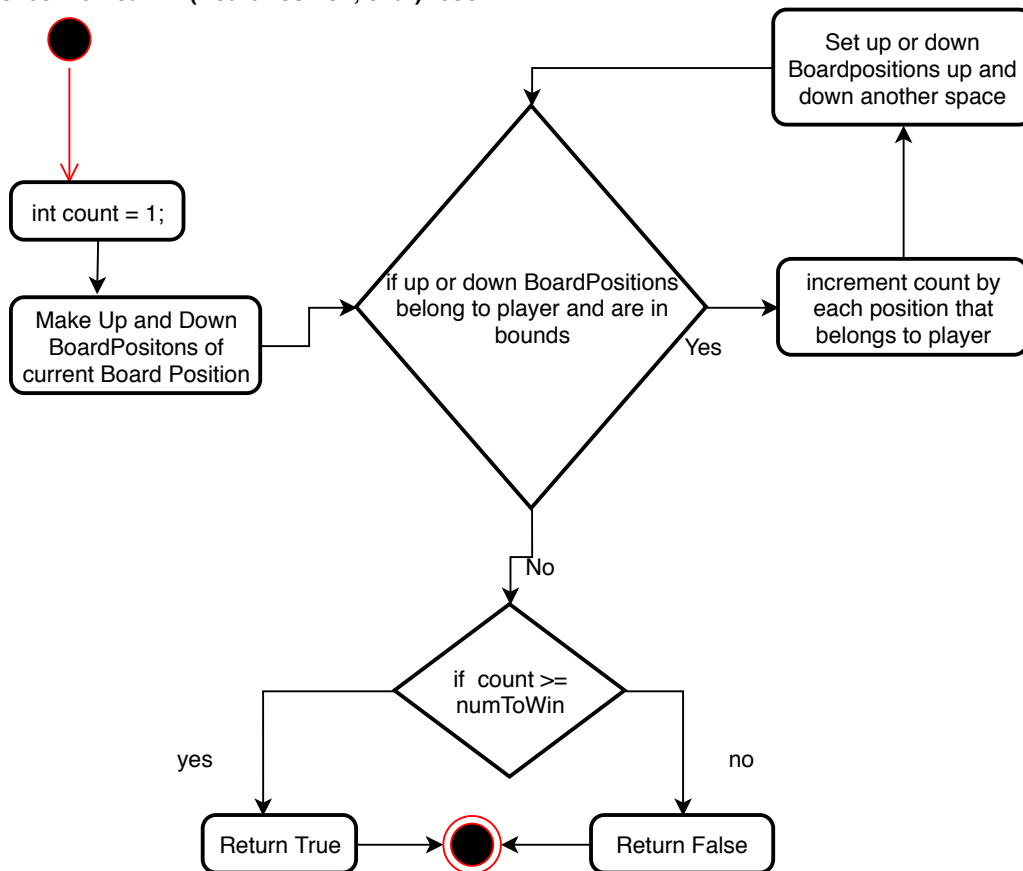 Set up or down
Boardpositions up and
down another space
int count = 1;
Make Up and Down
BoardPositons of
current Board Position
if up or down BoardPositions
belong to player and are in
bounds
Yes
increment count by
each position that
belongs to player
No
if  count >=
numToWin
yes
no
Return True
Return False